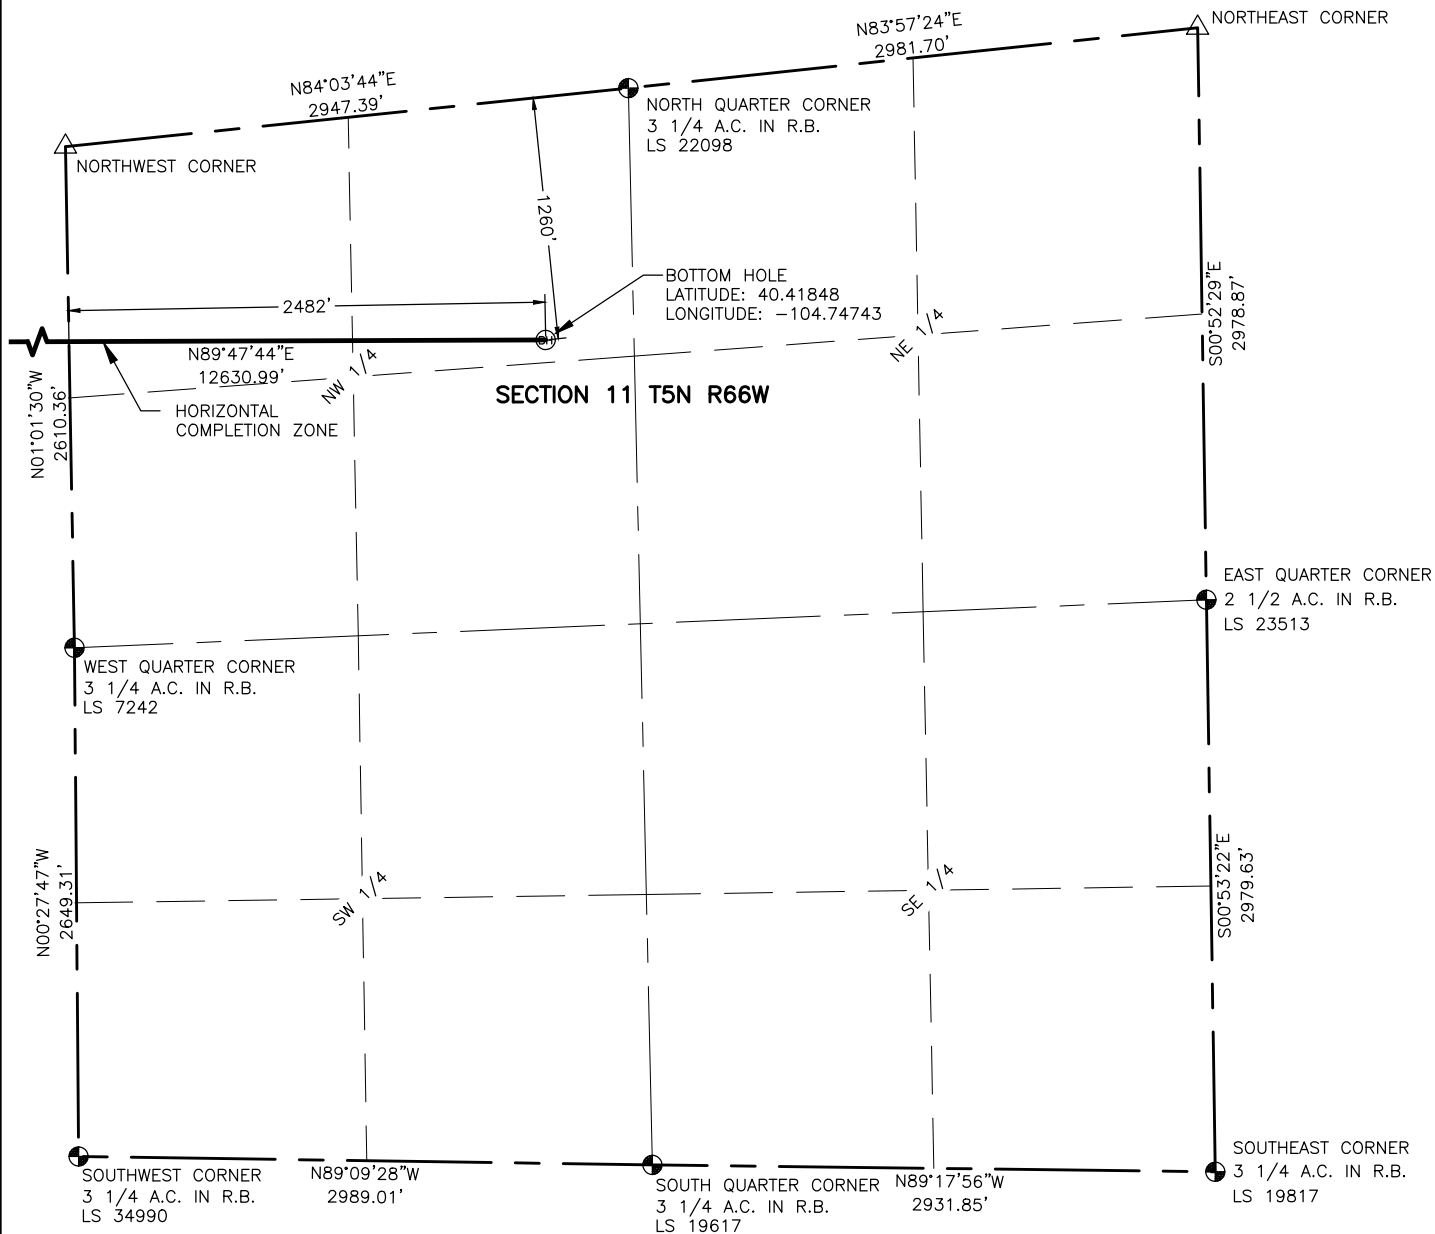 N83°57'24"E
2981.70'
NORTHEAST CORNER
N84°03'44"E
2947.39'
NORTH QUARTER CORNER
3 1/4 A.C. IN R.B.
LS 22098
NORTHWEST CORNER
1260'
BOTTOM HOLE
LATITUDE: 40.41848
LONGITUDE: -104.74743
2482'
BH
N89°47'44"E
12630.99'
NW 1/4
NE 1/4
S00°52'29"E
2978.87'
SECTION 11 T5N R66W
HORIZONTAL
COMPLETION ZONE
N01°01'30"W
2610.36'
EAST QUARTER CORNER
2 1/2 A.C. IN R.B.
LS 23513
WEST QUARTER CORNER
3 1/4 A.C. IN R.B.
LS 7242
N00°27'47"W
2649.31'
SW 1/4
SE 1/4
S00°53'22"E
2979.63'
SOUTHWEST CORNER
3 1/4 A.C. IN R.B.
LS 34990
N89°09'28"W
2989.01'
SOUTH QUARTER CORNER
3 1/4 A.C. IN R.B.
LS 19617
N89°17'56"W
2931.85'
SOUTHEAST CORNER
3 1/4 A.C. IN R.B.
LS 19817